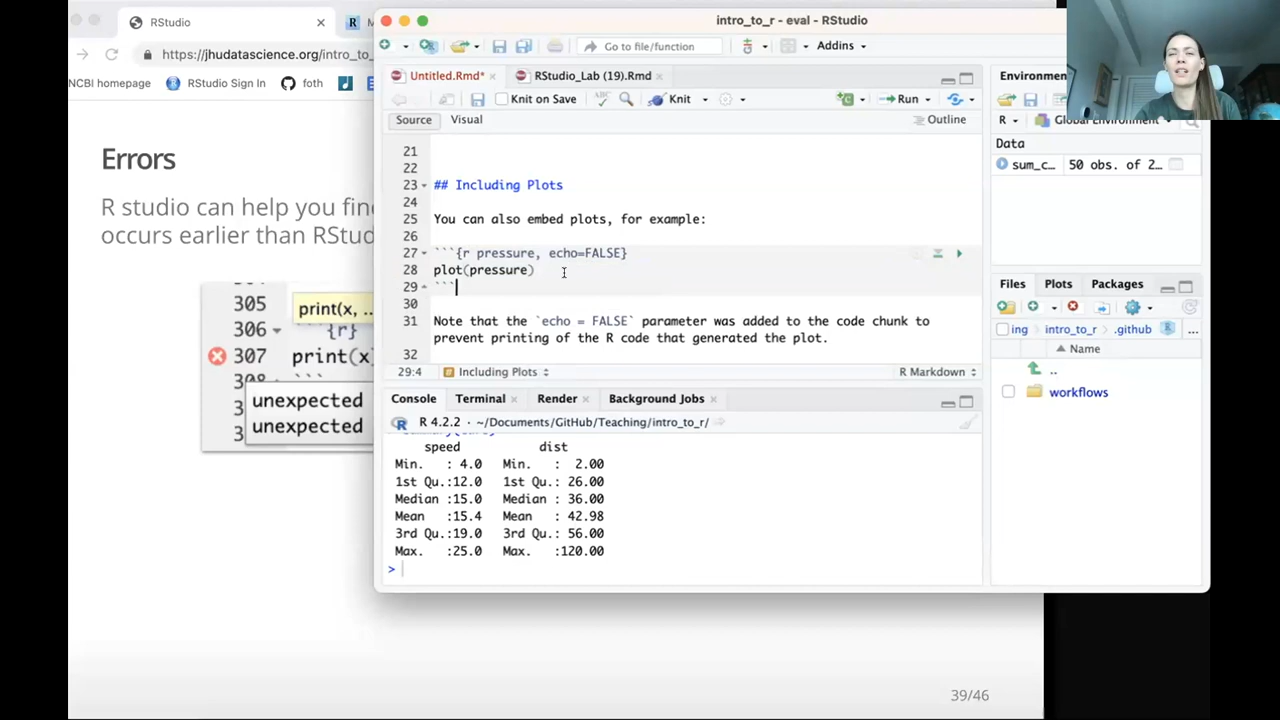 RStudio
https://jhudatascience.org/intro_to
NCBI homepage
RStudio Sign In
foth
Errors
R studio can help you find
occurs earlier than RStud
305
print(x, ..
306
{r}
307
print(x)
308
3
unexpected
3
unexpected
39/46
intro_to_r - eval - RStudio
Go to file/function
Addins
Untitled.Rmd*
RStudio_Lab (19).Rmd
Knit on Save
ABC
Knit
Run
Source
Visual
Outline
21
22
23 ## Including Plots
24
25 You can also embed plots, for example:
26
27 ```{r pressure, echo=FALSE}
28 plot(pressure)
29 ```
30
31 Note that the `echo = FALSE` parameter was added to the code chunk to
prevent printing of the R code that generated the plot.
32
29:4
Including Plots
R Markdown
Console
Terminal
Render
Background Jobs
R 4.2.2 · ~/Documents/GitHub/Teaching/intro_to_r/
speed dist
Min. : 4.0 Min. : 2.00
1st Qu.:12.0 1st Qu.: 26.00
Median :15.0 Median : 36.00
Mean :15.4 Mean : 42.98
3rd Qu.:19.0 3rd Qu.: 56.00
Max. :25.0 Max. :120.00
>
Environmen
R
Global Environment
Data
sum_c… 50 obs. of 2…
Files
Plots
Packages
ing
intro_to_r
.github
...
Name
..
workflows